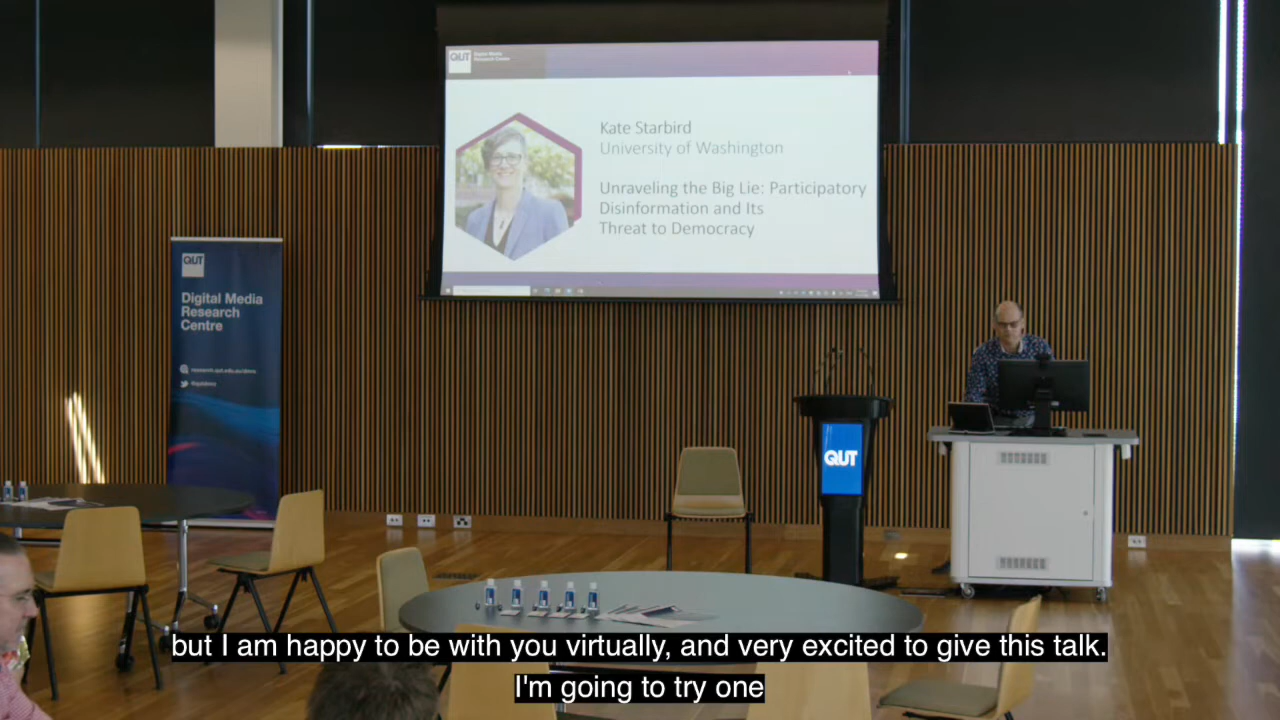 QUT
Digital Media
Research Centre
Kate Starbird
University of Washington
Unraveling the Big Lie: Participatory
Disinformation and Its
Threat to Democracy
QUT
Digital Media
Research
Centre
QUT
but I am happy to be with you virtually, and very excited to give this talk.
I'm going to try one